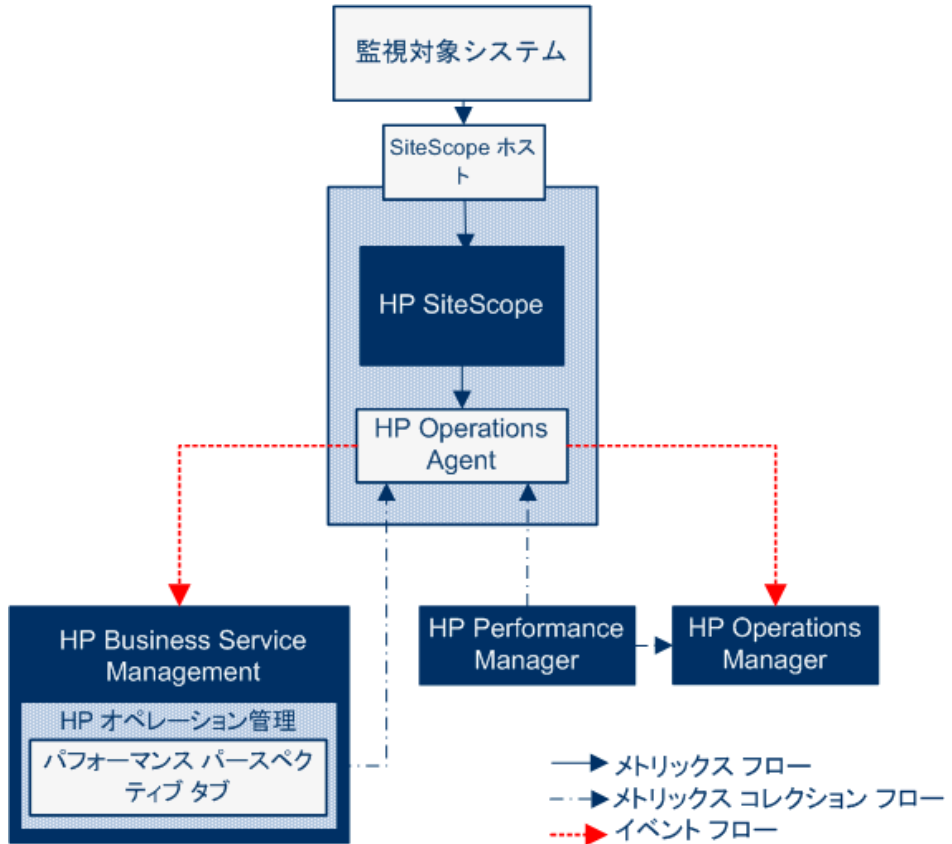 監視対象システム
SiteScope ホス
ト
HP SiteScope
HP Operations
Agent
HP Business Service
Management
HP オペレーション管理
パフォーマンス パースペク
ティブ タブ
HP Performance
Manager
HP Operations
Manager
メトリックス フロー
メトリックス コレクション フロー
イベント フロー